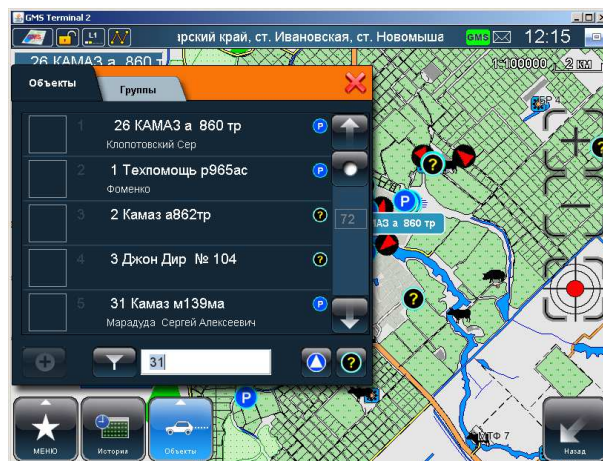 GMS Terminal 2
L1
арский край, ст. Ивановская, ст. Новомыша
GMS
12:15
26 КАМАЗ а 860 т
1:100000
2 км
Объекты
Группы
1
26 КАМАЗ а 860 тр
P
Клопотовский Сер
2
1 Техпомощь р965ас
P
Фоменко
3
2 Камаз а862тр
?
72
4
3 Джон Дир № 104
?
5
31 Камаз м139ма
P
Марадуда Сергей Алексеевич
31
?
?
P
МАЗ а 860 тр
?
P
МЕНЮ
История
Объекты
МТФ 7
Назад